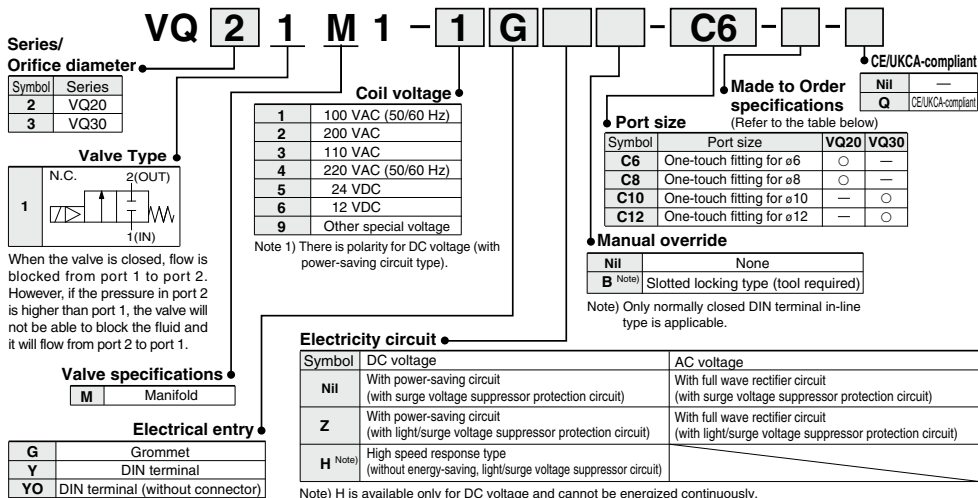 VQ 2 1 M 1 – 1 G – C6 – –
Series/
Orifice diameter
Symbol Series
2 VQ20
3 VQ30
Valve Type
1
N.C. 2(OUT)
1(IN)
When the valve is closed, flow is
blocked from port 1 to port 2.
However, if the pressure in port 2
is higher than port 1, the valve will
not be able to block the fluid and
it will flow from port 2 to port 1.
Valve specifications
M Manifold
Electrical entry
G Grommet
Y DIN terminal
YO DIN terminal (without connector)
Coil voltage
1 100 VAC (50/60 Hz)
2 200 VAC
3 110 VAC
4 220 VAC (50/60 Hz)
5 24 VDC
6 12 VDC
9 Other special voltage
Note 1) There is polarity for DC voltage (with
power-saving circuit type).
CE/UKCA-compliant
Nil —
Q CE/UKCA-compliant
Made to Order
specifications
(Refer to the table below)
Port size
Symbol Port size VQ20 VQ30
C6 One-touch fitting for ø6 ○ —
C8 One-touch fitting for ø8 ○ —
C10 One-touch fitting for ø10 — ○
C12 One-touch fitting for ø12 — ○
Manual override
Nil None
B Note) Slotted locking type (tool required)
Note) Only normally closed DIN terminal in-line
type is applicable.
Electricity circuit
Symbol DC voltage AC voltage
Nil With power-saving circuit With full wave rectifier circuit
(with surge voltage suppressor protection circuit) (with surge voltage suppressor protection circuit)
Z With power-saving circuit With full wave rectifier circuit
(with light/surge voltage suppressor protection circuit) (with light/surge voltage suppressor protection circuit)
H Note) High speed response type
(without energy-saving, light/surge voltage suppressor circuit)
Note) H is available only for DC voltage and cannot be energized continuously.